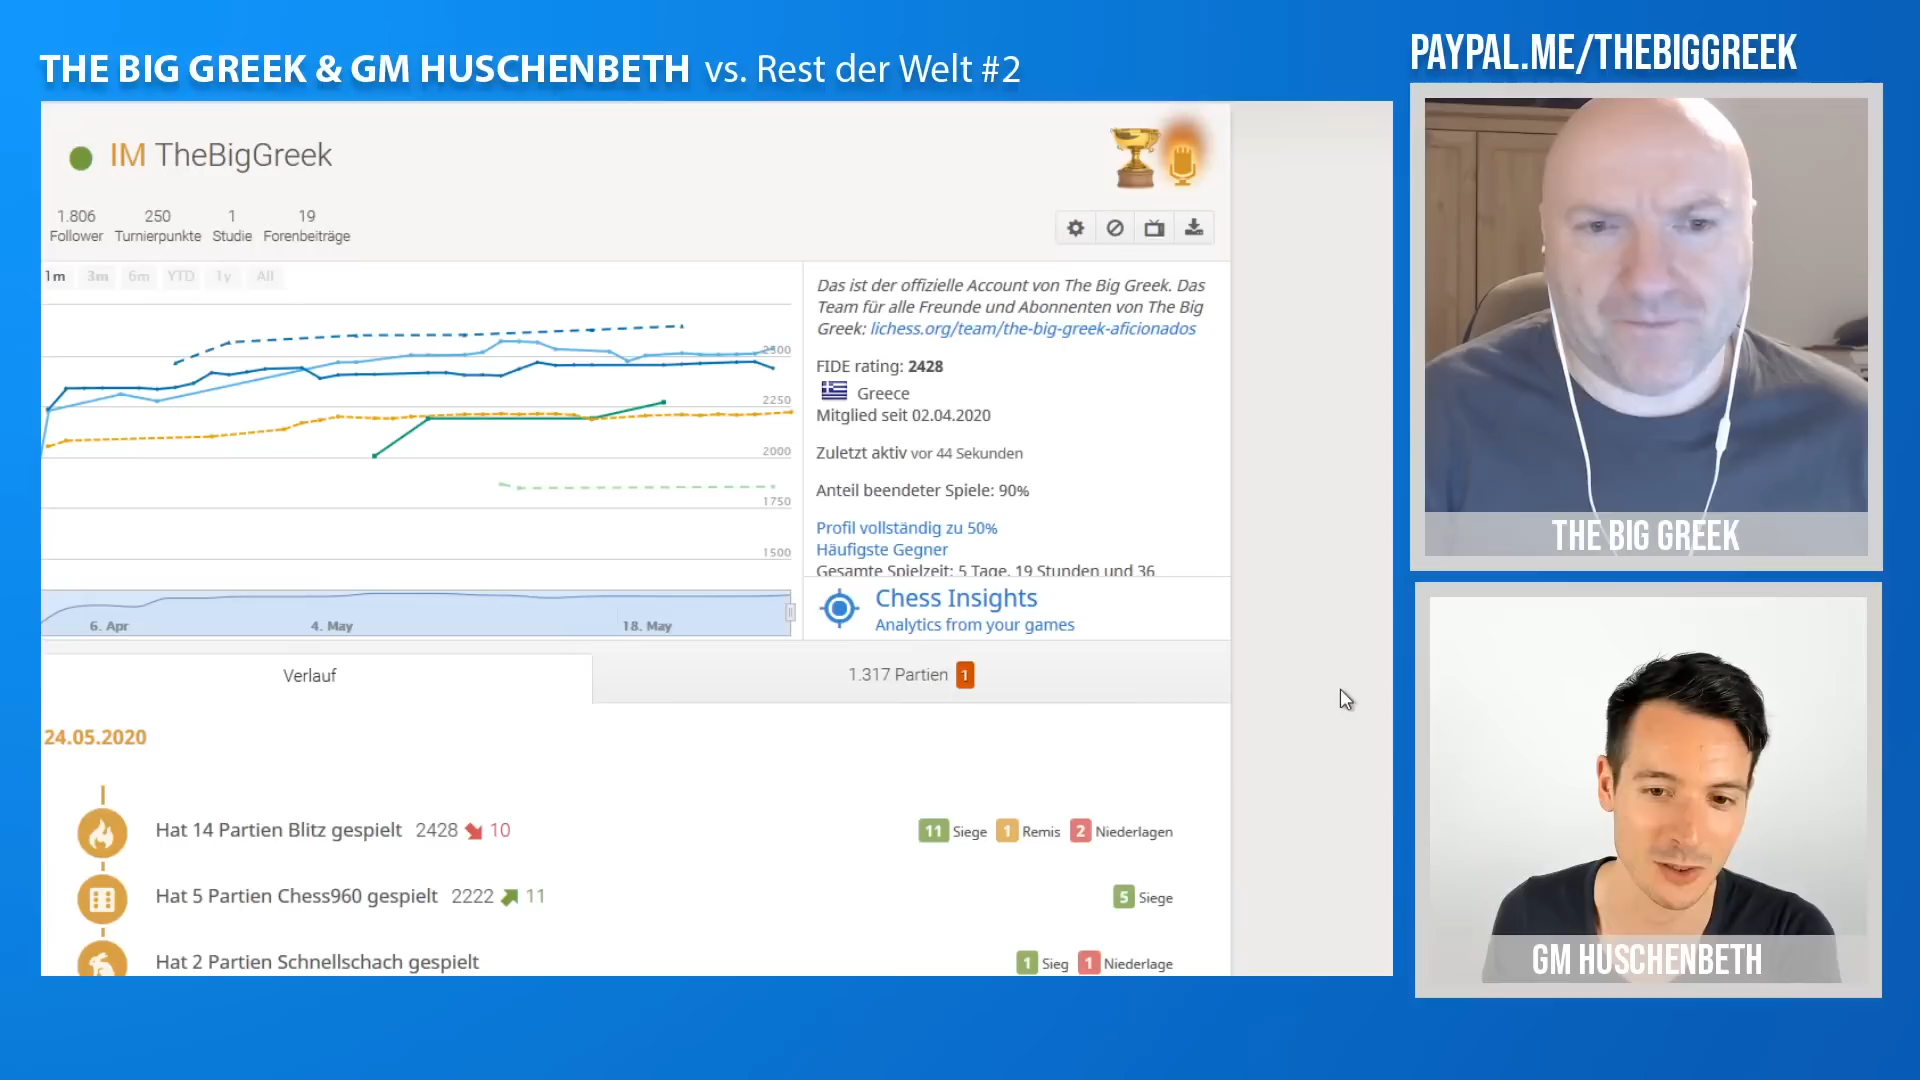 THE BIG GREEK & GM HUSCHENBETH vs. Rest der Welt #2
PAYPAL.ME/THEBIGGREEK
IM TheBigGreek
1.806 250 1 19
Follower Turnierpunkte Studie Forenbeiträge
1m 3m 6m YTD 1y All
2500
2250
2000
1750
1500
6. Apr 4. May 18. May
Das ist der offizielle Account von The Big Greek. Das
Team für alle Freunde und Abonnenten von The Big
Greek: lichess.org/team/the-big-greek-aficionados
FIDE rating: 2428
Greece
Mitglied seit 02.04.2020
Zuletzt aktiv vor 44 Sekunden
Anteil beendeter Spiele: 90%
Profil vollständig zu 50%
Häufigste Gegner
Gesamte Spielzeit: 5 Tage, 19 Stunden und 36
Chess Insights
Analytics from your games
Verlauf 1.317 Partien 1
24.05.2020
Hat 14 Partien Blitz gespielt 2428 10 11 Siege 1 Remis 2 Niederlagen
Hat 5 Partien Chess960 gespielt 2222 11 5 Siege
Hat 2 Partien Schnellschach gespielt 1 Sieg 1 Niederlage
THE BIG GREEK
GM HUSCHENBETH